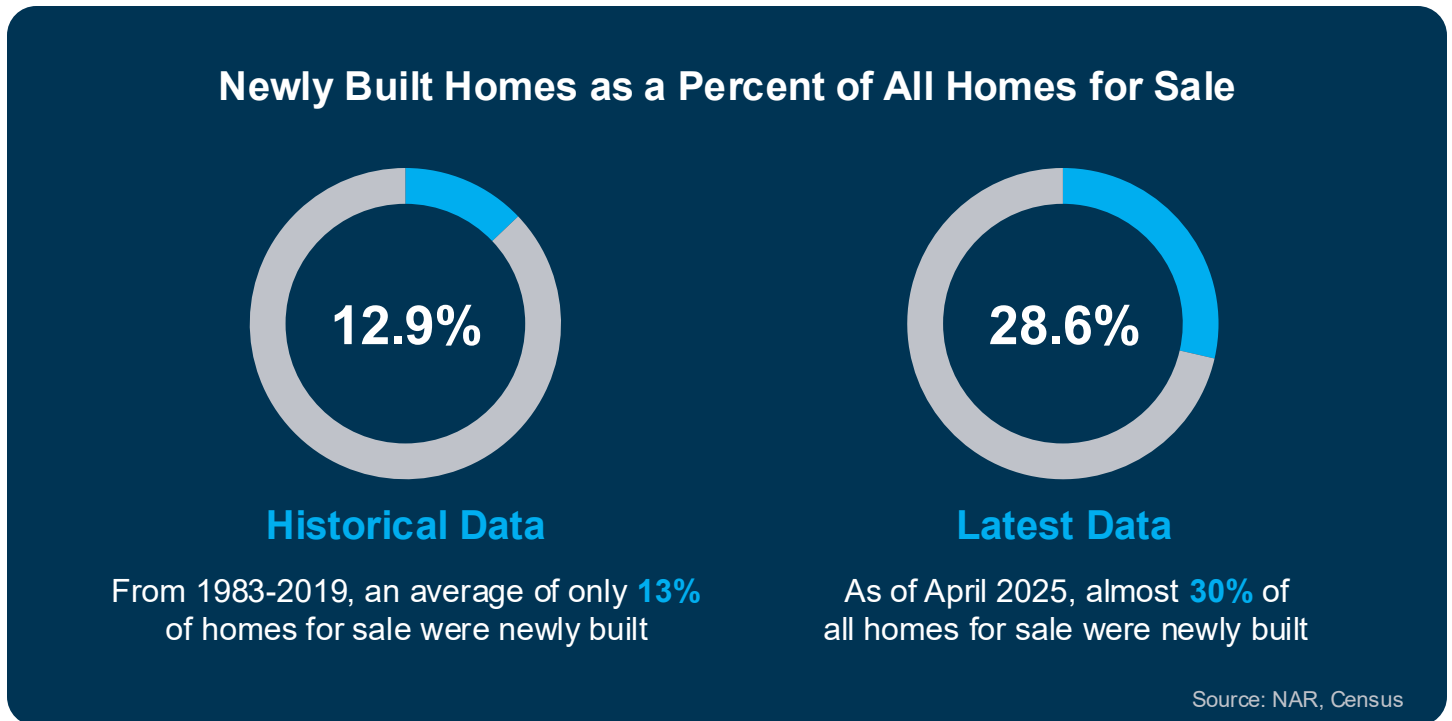 Newly Built Homes as a Percent of All Homes for Sale
12.9%
Historical Data
From 1983-2019, an average of only 13%
of homes for sale were newly built
28.6%
Latest Data
As of April 2025, almost 30% of
all homes for sale were newly built
Source: NAR, Census